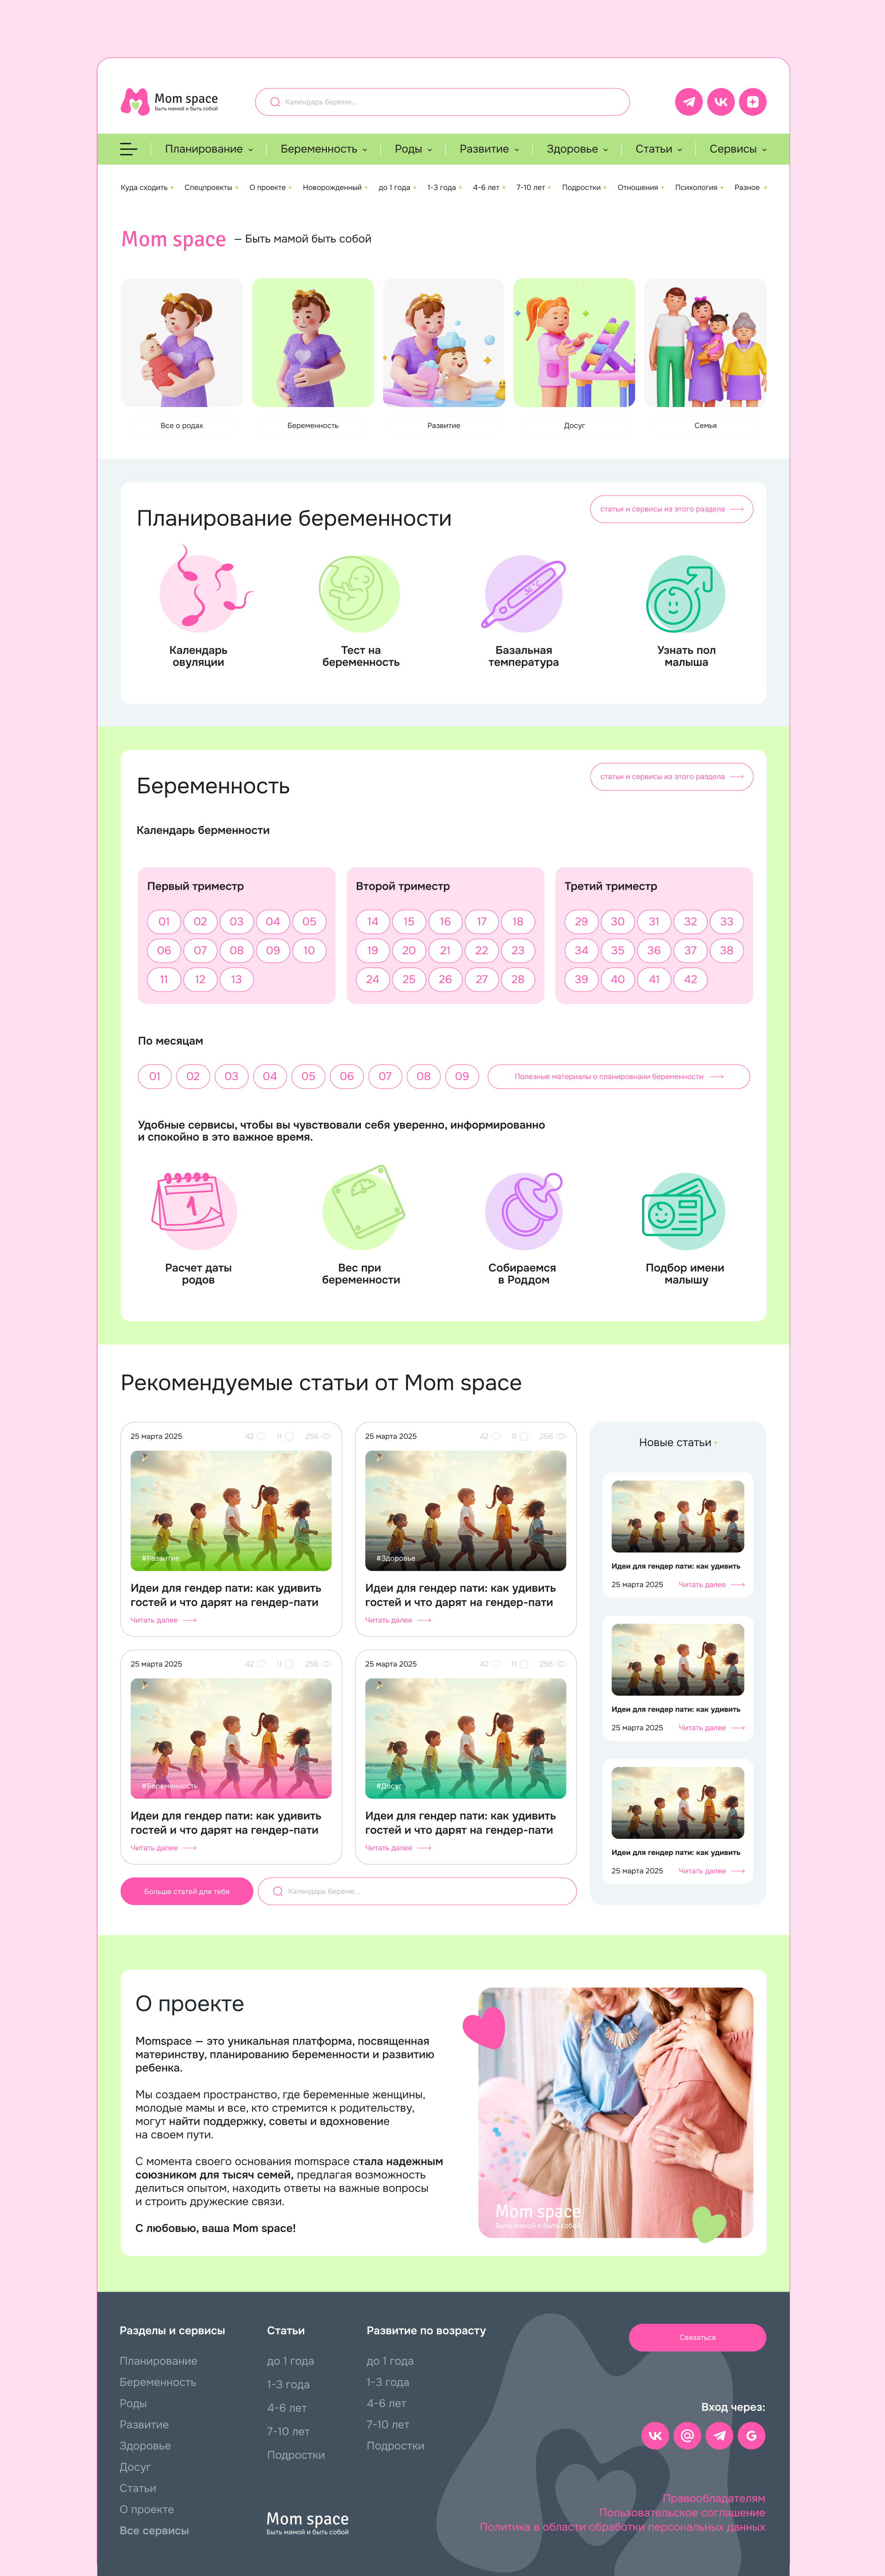 Mom space
Быть мамой и быть собой
Календарь береме...
Планирование
Беременность
Роды
Развитие
Здоровье
Статьи
Сервисы
Куда сходить
Спецпроекты
О проекте
Новорожденный
до 1 года
1-3 года
4-6 лет
7-10 лет
Подростки
Отношения
Психология
Разное
Mom space — Быть мамой быть собой
Все о родах
Беременность
Развитие
Досуг
Семья
Планирование беременности
статьи и сервисы из этого раздела
36°C
Календарь
овуляции
Тест на
беременность
Базальная
температура
Узнать пол
малыша
Беременность
статьи и сервисы из этого раздела
Календарь берменности
Первый триместр
01 02 03 04 05
06 07 08 09 10
11 12 13
Второй триместр
14 15 16 17 18
19 20 21 22 23
24 25 26 27 28
Третий триместр
29 30 31 32 33
34 35 36 37 38
39 40 41 42
По месяцам
01 02 03 04 05 06 07 08 09
Полезные материалы о планировнаии беременности
Удобные сервисы, чтобы вы чувствовали себя уверенно, информированно
и спокойно в это важное время.
1
Расчет даты
родов
Вес при
беременности
Собираемся
в Роддом
Подбор имени
малышу
Рекомендуемые статьи от Mom space
25 марта 2025 42 11 256
#Развитие
Идеи для гендер пати: как удивить
гостей и что дарят на гендер-пати
Читать далее
25 марта 2025 42 11 256
#Здоровье
Идеи для гендер пати: как удивить
гостей и что дарят на гендер-пати
Читать далее
25 марта 2025 42 11 256
#Беременность
Идеи для гендер пати: как удивить
гостей и что дарят на гендер-пати
Читать далее
25 марта 2025 42 11 256
#Досуг
Идеи для гендер пати: как удивить
гостей и что дарят на гендер-пати
Читать далее
Больше статей для тебя
Календарь береме...
Новые статьи
Идеи для гендер пати: как удивить
25 марта 2025 Читать далее
Идеи для гендер пати: как удивить
25 марта 2025 Читать далее
Идеи для гендер пати: как удивить
25 марта 2025 Читать далее
О проекте
Momspace — это уникальная платформа, посвященная
материнству, планированию беременности и развитию
ребенка.
Мы создаем пространство, где беременные женщины,
молодые мамы и все, кто стремится к родительству,
могут найти поддержку, советы и вдохновение
на своем пути.
С момента своего основания momspace стала надежным
союзником для тысяч семей, предлагая возможность
делиться опытом, находить ответы на важные вопросы
и строить дружеские связи.
С любовью, ваша Mom space!
Mom space
Быть мамой и быть собой
Разделы и сервисы
Планирование
Беременность
Роды
Развитие
Здоровье
Досуг
Статьи
О проекте
Все сервисы
Статьи
до 1 года
1-3 года
4-6 лет
7-10 лет
Подростки
Развитие по возрасту
до 1 года
1-3 года
4-6 лет
7-10 лет
Подростки
Mom space
Быть мамой и быть собой
Связаться
Вход через:
Правообладателям
Пользовательское соглашение
Политика в области обработки персональных данных